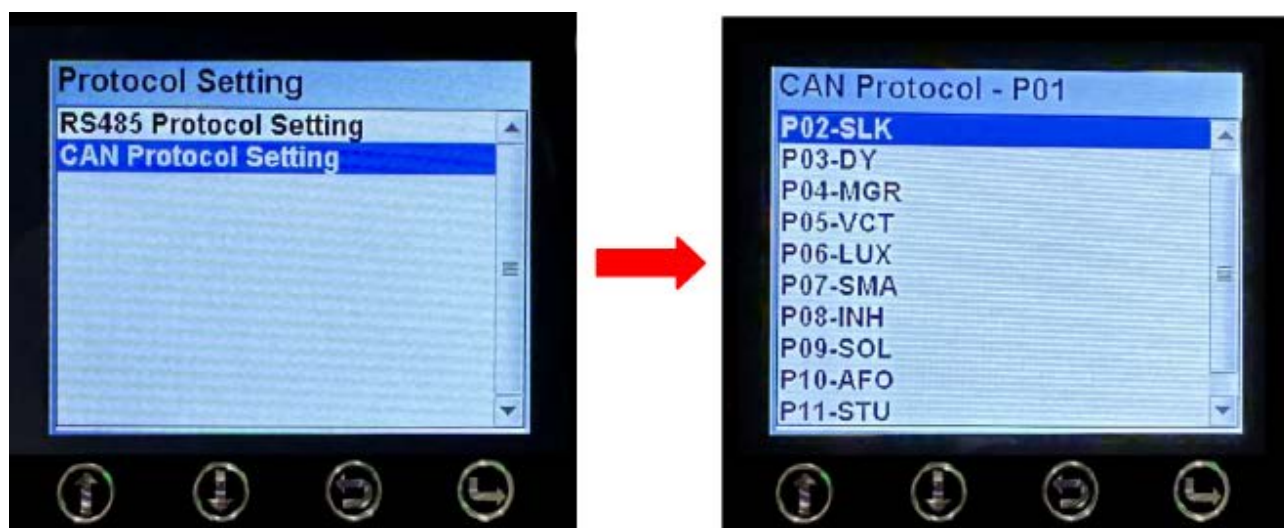 Protocol Setting
RS485 Protocol Setting
CAN Protocol Setting
CAN Protocol - P01
P02-SLK
P03-DY
P04-MGR
P05-VCT
P06-LUX
P07-SMA
P08-INH
P09-SOL
P10-AFO
P11-STU